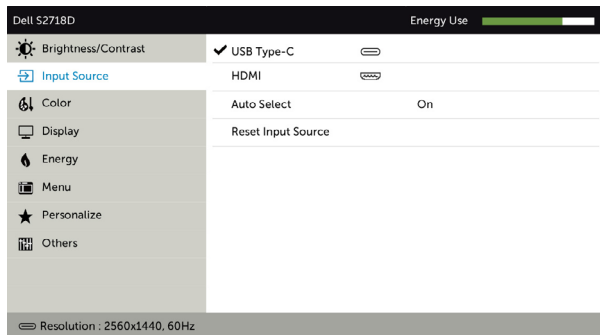 Dell S2718D Energy Use
Brightness/Contrast
Input Source
Color
Display
Energy
Menu
Personalize
Others
USB Type-C
HDMI
Auto Select On
Reset Input Source
Resolution : 2560x1440, 60Hz